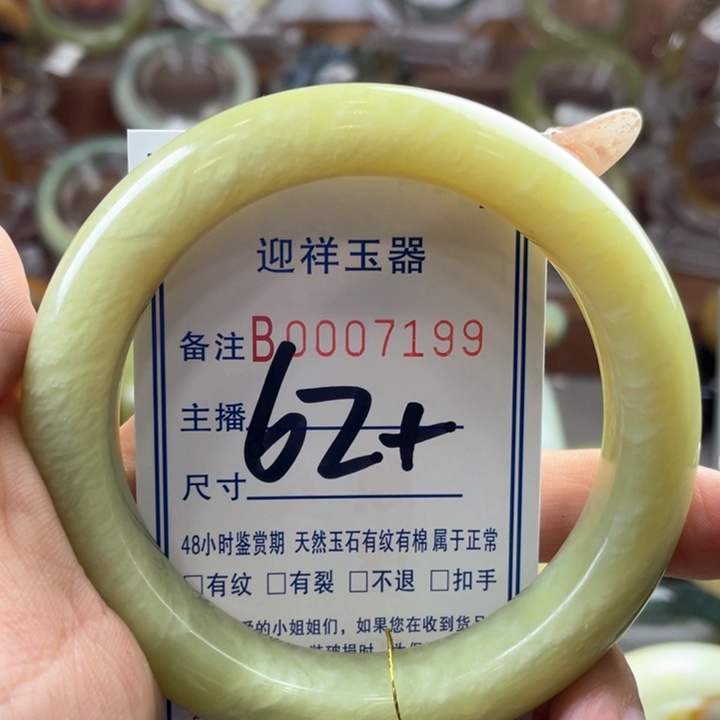 迎祥玉器
备注B0007199
主播
62+
尺寸
48小时鉴赏期 天然玉石有纹有棉 属于正常
□有纹 □有裂 □不退 □扣手
的小姐姐们，如果您在收到货